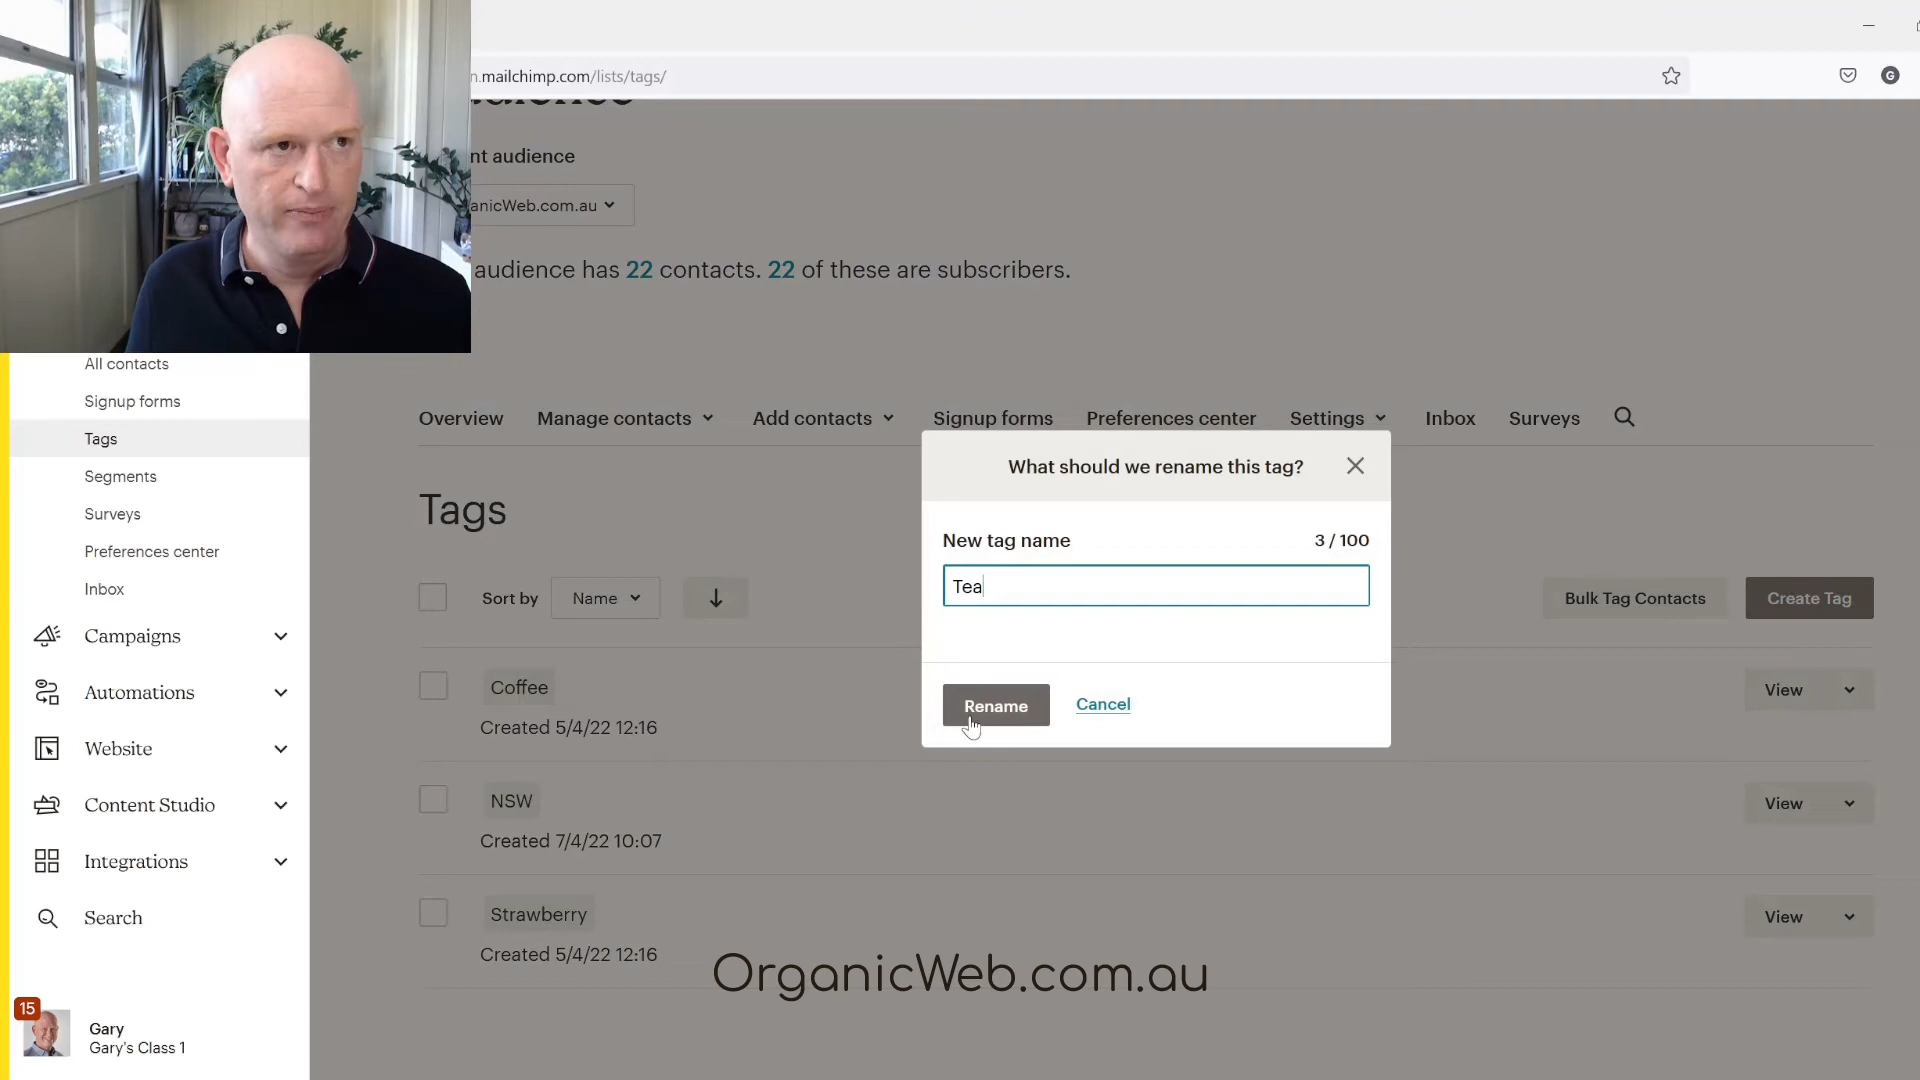 n.mailchimp.com/lists/tags/
nt audience
anicWeb.com.au
audience has 22 contacts. 22 of these are subscribers.
All contacts
Signup forms
Tags
Segments
Surveys
Preferences center
Inbox
Campaigns
Automations
Website
Content Studio
Integrations
Search
15
Gary
Gary's Class 1
Overview
Manage contacts
Add contacts
Signup forms
Preferences center
Settings
Inbox
Surveys
Tags
Sort by
Name
Bulk Tag Contacts
Create Tag
Coffee
Created 5/4/22 12:16
View
NSW
Created 7/4/22 10:07
View
Strawberry
Created 5/4/22 12:16
View
What should we rename this tag?
New tag name
3 / 100
Tea
Rename
Cancel
OrganicWeb.com.au
G